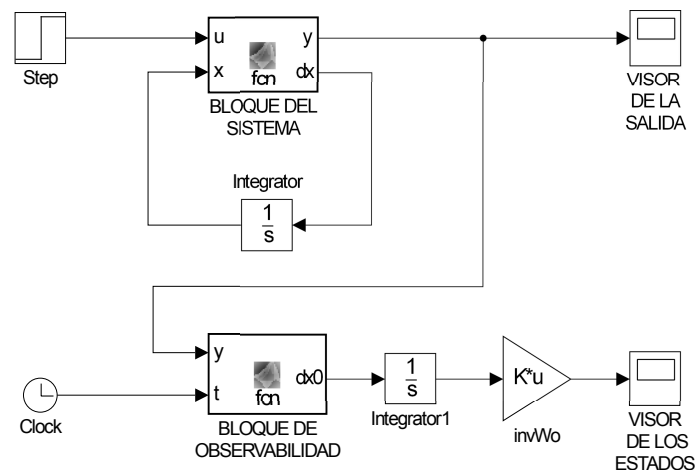 u
y
x
dx
fcn
Step
BLOQUE DEL
SISTEMA
VISOR
DE LA
SALIDA
Integrator
1
s
y
t
dx0
fcn
Clock
BLOQUE DE
OBSERVABILIDAD
1
s
Integrator1
K*u
invWo
VISOR
DE LOS
ESTADOS